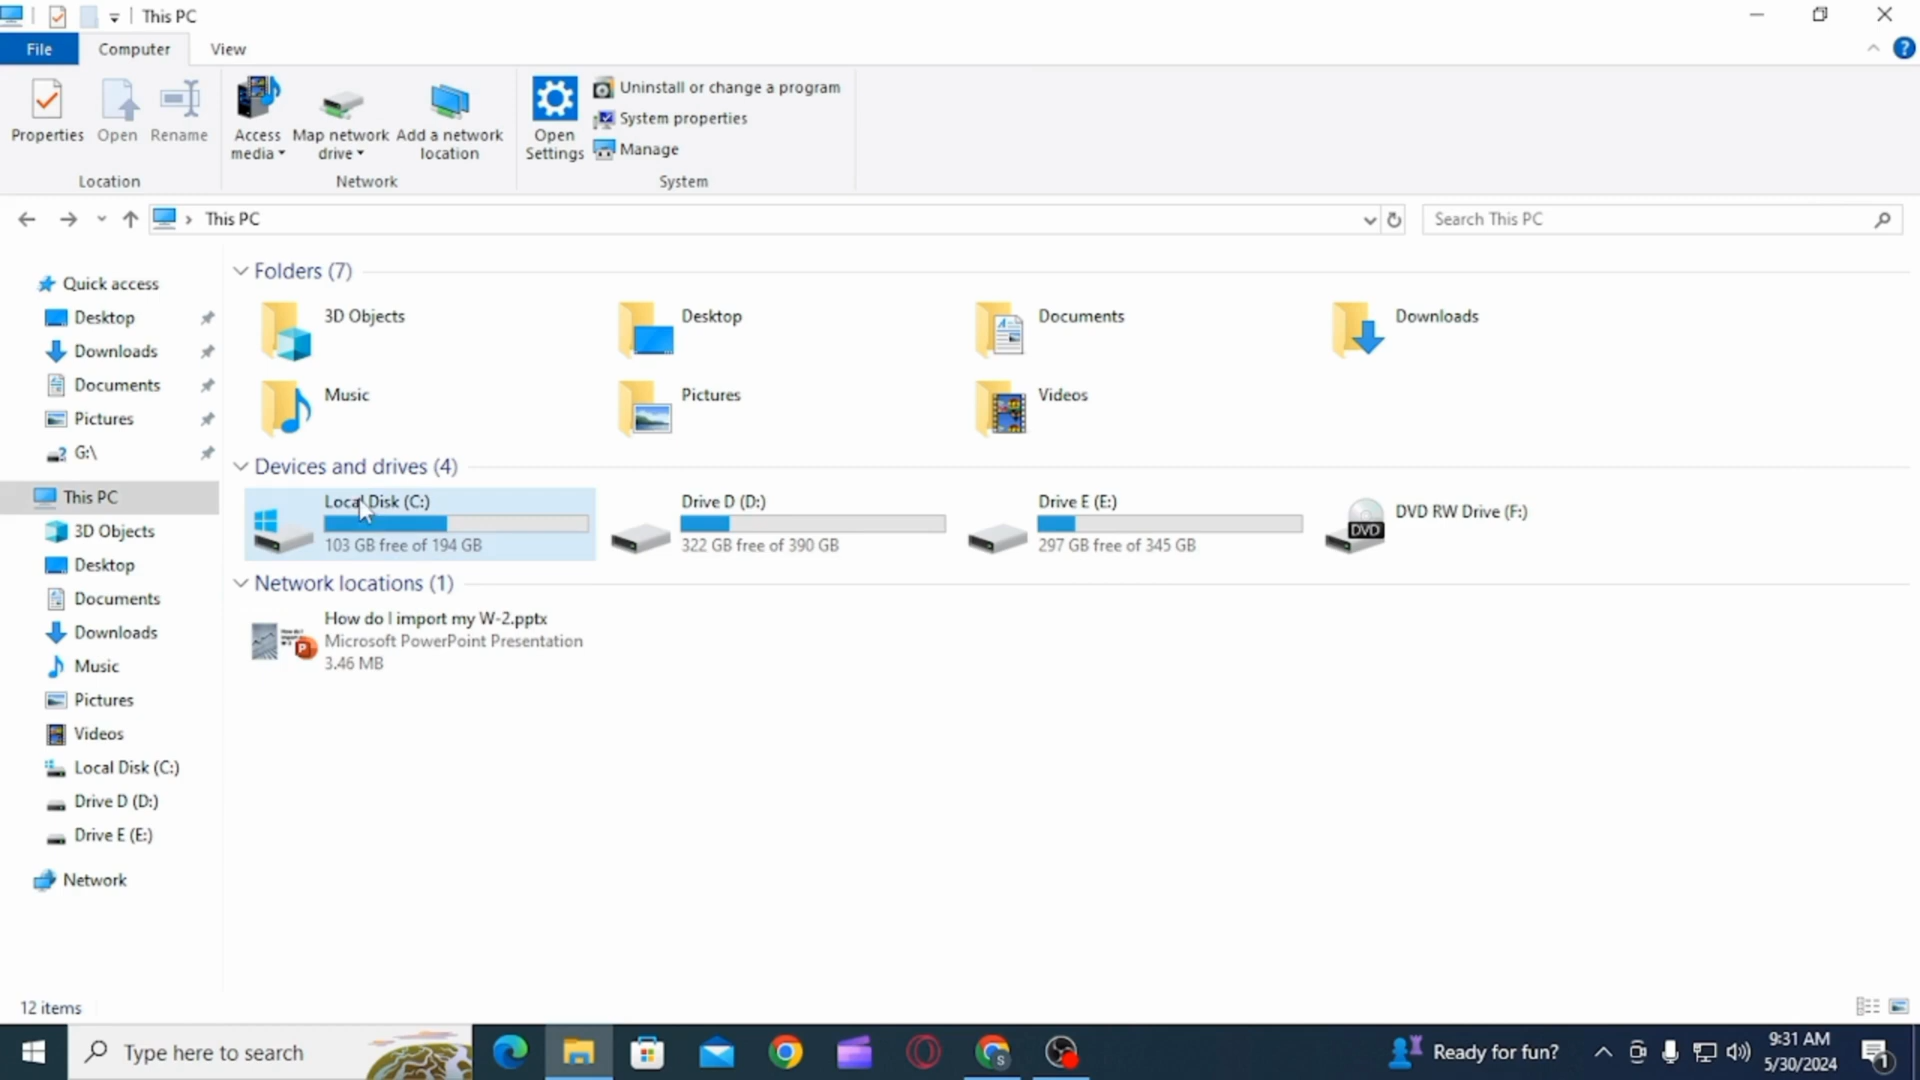 This PC
File
Computer
View
Properties
Open
Rename
Access
media
Map network
drive
Add a network
location
Open
Settings
Uninstall or change a program
System properties
Manage
Location
Network
System
This PC
Search This PC
Quick access
Desktop
Downloads
Documents
Pictures
G:\
This PC
3D Objects
Desktop
Documents
Downloads
Music
Pictures
Videos
Local Disk (C:)
Drive D (D:)
Drive E (E:)
Network
Folders (7)
3D Objects
Desktop
Documents
Downloads
Music
Pictures
Videos
Devices and drives (4)
Local Disk (C:)
103 GB free of 194 GB
Drive D (D:)
322 GB free of 390 GB
Drive E (E:)
297 GB free of 345 GB
DVD
DVD RW Drive (F:)
Network locations (1)
How do I import my W-2.pptx
Microsoft PowerPoint Presentation
3.46 MB
12 items
Type here to search
Ready for fun?
9:31 AM
5/30/2024
1